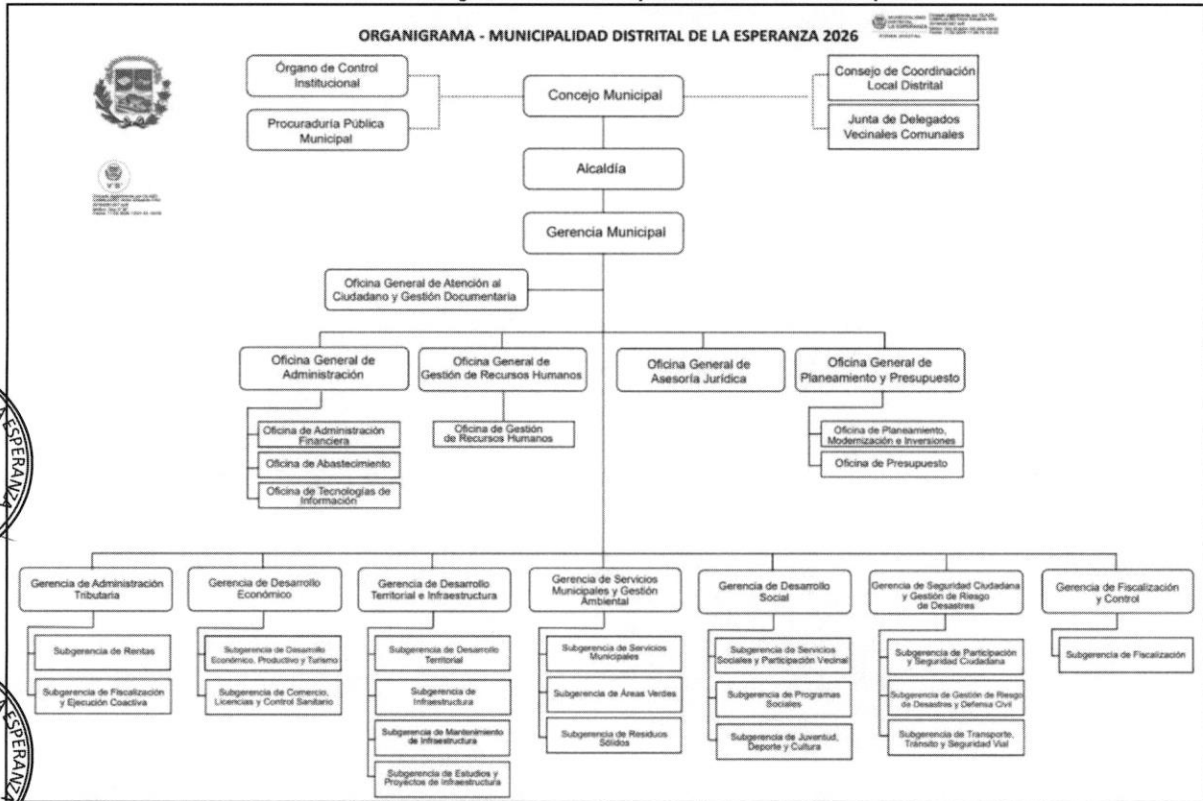 ORGANIGRAMA - MUNICIPALIDAD DISTRITAL DE LA ESPERANZA 2026
MUNICIPALIDAD
DISTRITAL
LA ESPERANZA
FIRMA DIGITAL
Órgano de Control
Institucional
Procuraduría Pública
Municipal
Concejo Municipal
Consejo de Coordinación
Local Distrital
Junta de Delegados
Vecinales Comunales
Alcaldía
V°B°
Gerencia Municipal
Oficina General de Atención al
Ciudadano y Gestión Documentaria
Oficina General de
Administración
Oficina General de
Gestión de Recursos Humanos
Oficina General de
Asesoría Jurídica
Oficina General de
Planeamiento y Presupuesto
Oficina de Administración
Financiera
Oficina de Abastecimiento
Oficina de Tecnologías de
Información
Oficina de Gestión
de Recursos Humanos
Oficina de Planeamiento,
Modernización e Inversiones
Oficina de Presupuesto
Gerencia de Administración
Tributaria
Subgerencia de Rentas
Subgerencia de Fiscalización
y Ejecución Coactiva
Gerencia de Desarrollo
Económico
Subgerencia de Desarrollo
Económico, Productivo y Turismo
Subgerencia de Comercio,
Licencias y Control Sanitario
Gerencia de Desarrollo
Territorial e Infraestructura
Subgerencia de Desarrollo
Territorial
Subgerencia de
Infraestructura
Subgerencia de Mantenimiento
de Infraestructura
Subgerencia de Estudios y
Proyectos de Infraestructura
Gerencia de Servicios
Municipales y Gestión
Ambiental
Subgerencia de Servicios
Municipales
Subgerencia de Áreas Verdes
Subgerencia de Residuos
Sólidos
Gerencia de Desarrollo
Social
Subgerencia de Servicios
Sociales y Participación Vecinal
Subgerencia de Programas
Sociales
Subgerencia de Juventud,
Deporte y Cultura
Gerencia de Seguridad Ciudadana
y Gestión de Riesgo
de Desastres
Subgerencia de Participación
y Seguridad Ciudadana
Subgerencia de Gestión de Riesgo
de Desastres y Defensa Civil
Subgerencia de Transporte,
Tránsito y Seguridad Vial
Gerencia de Fiscalización
y Control
Subgerencia de Fiscalización
A ESPERANZA
ESPERANZA